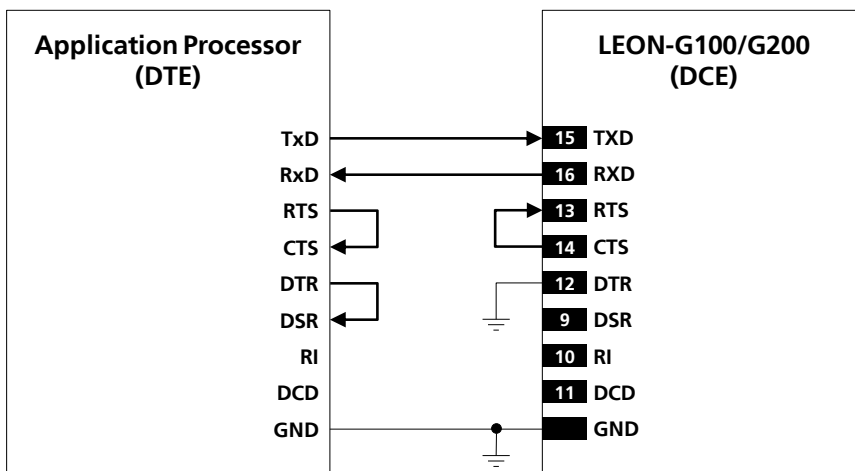 Application Processor
(DTE)
TxD
RxD
RTS
CTS
DTR
DSR
RI
DCD
GND
LEON-G100/G200
(DCE)
15 TXD
16 RXD
13 RTS
14 CTS
12 DTR
9 DSR
10 RI
11 DCD
GND